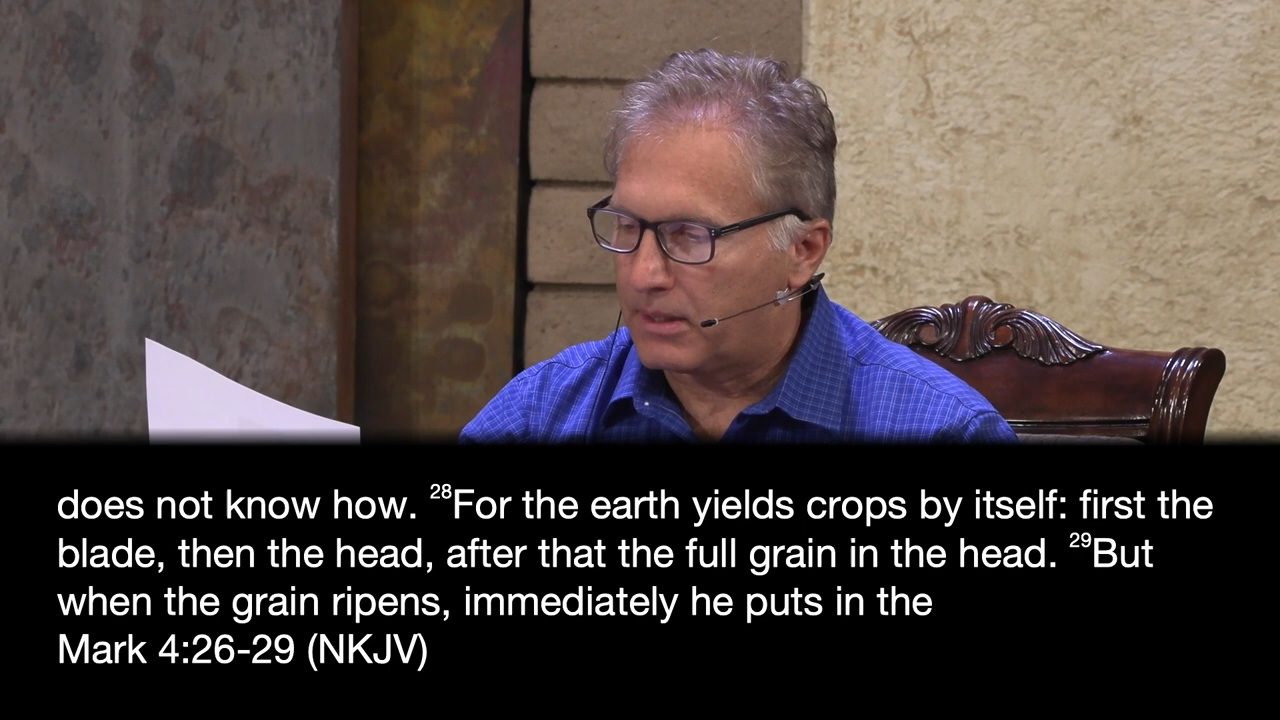 does not know how. ²⁸For the earth yields crops by itself: first the
blade, then the head, after that the full grain in the head. ²⁹But
when the grain ripens, immediately he puts in the
Mark 4:26-29 (NKJV)